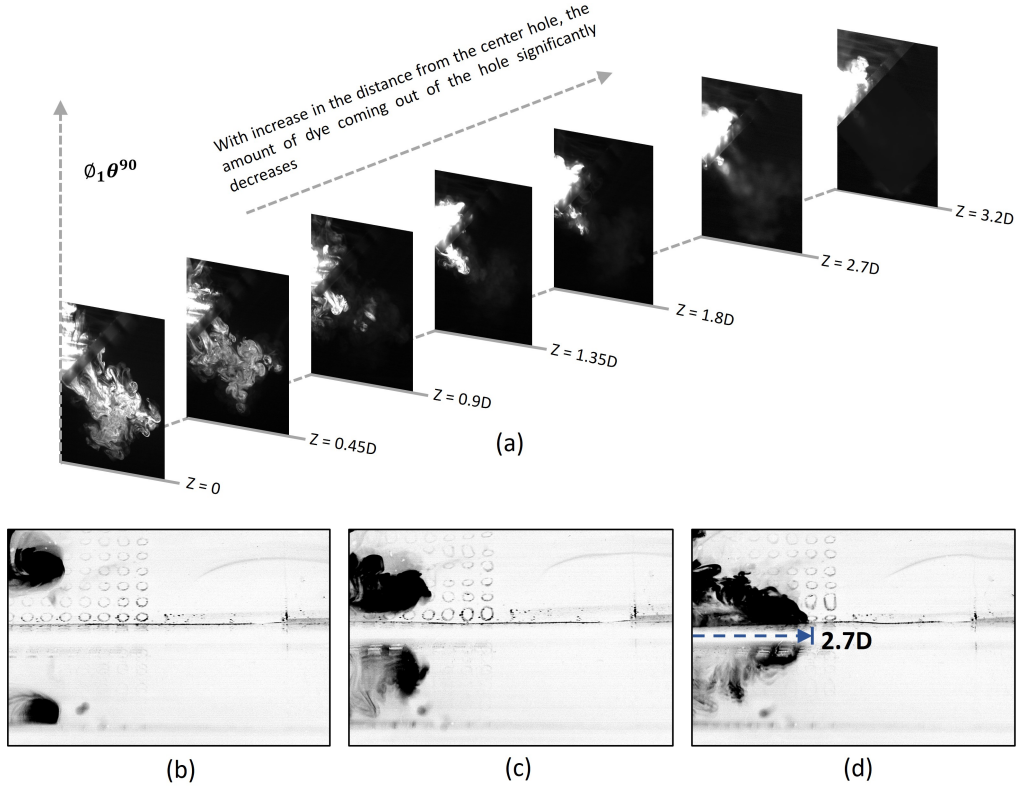 With increase in the distance from the center hole, the
amount of dye coming out of the hole significantly
decreases
Ø₁θ⁹⁰
Z = 3.2D
Z = 2.7D
Z = 1.8D
Z = 1.35D
Z = 0.9D
Z = 0.45D
Z = 0
(a)
2.7D
(b)
(c)
(d)